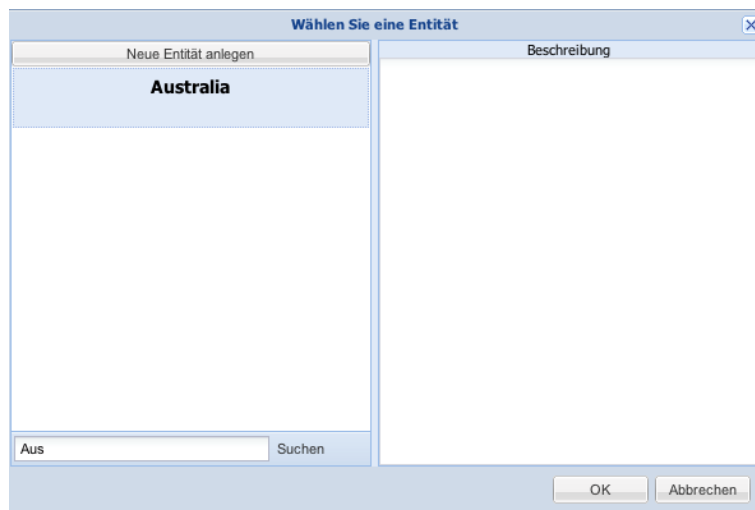 Wählen Sie eine Entität
Neue Entität anlegen
Beschreibung
Australia
Aus
Suchen
OK
Abbrechen